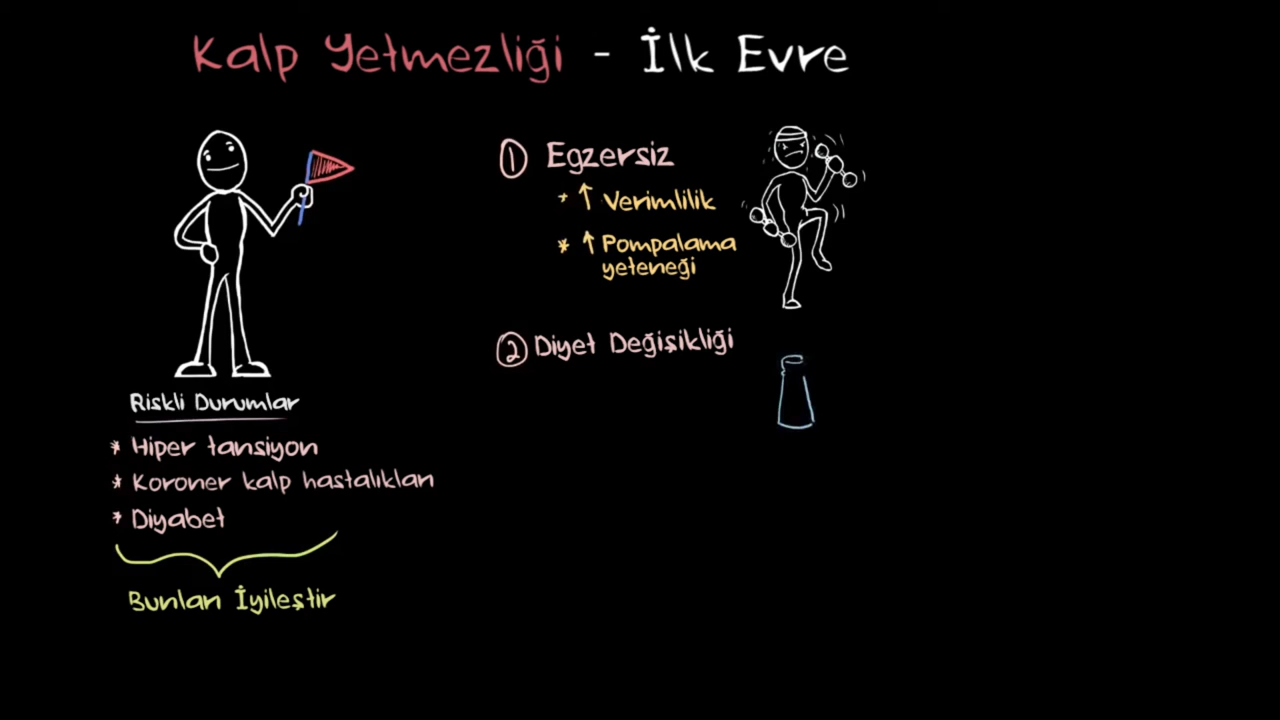 Kalp Yetmezliği - İlk Evre
① Egzersiz
* ↑ Verimlilik
* ↑ Pompalama
yeteneği
② Diyet Değişikliği
Riskli Durumlar
* Hiper tansiyon
* Koroner kalp hastalıkları
* Diyabet
Bunları İyileştir